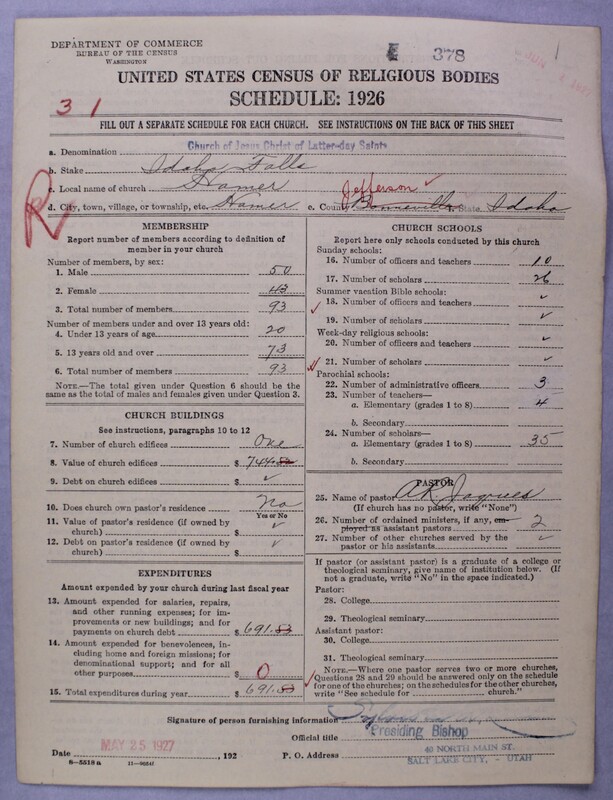 DEPARTMENT OF COMMERCE
BUREAU OF THE CENSUS
WASHINGTON
378
UNITED STATES CENSUS OF RELIGIOUS BODIES
SCHEDULE: 1926
3 1
FILL OUT A SEPARATE SCHEDULE FOR EACH CHURCH. SEE INSTRUCTIONS ON THE BACK OF THIS SHEET
a. Denomination Church of Jesus Christ of Latter-day Saints
b. Stake Idaho Falls
c. Local name of church Hamer Jefferson ✓
d. City, town, village, or township, etc. Hamer e. County Bonneville State Idaho
R
MEMBERSHIP
Report number of members according to definition of
member in your church
Number of members, by sex:
1. Male 50
2. Female 43
3. Total number of members 93
Number of members under and over 13 years old:
4. Under 13 years of age 20
5. 13 years old and over 73
6. Total number of members 93
NOTE.—The total given under Question 6 should be the
same as the total of males and females given under Question 3.
CHURCH BUILDINGS
See instructions, paragraphs 10 to 12
7. Number of church edifices One
8. Value of church edifices $ 744.
9. Debt on church edifices $ ✓
10. Does church own pastor's residence No
Yes or No
11. Value of pastor's residence (if owned by
church) $ ✓
12. Debt on pastor's residence (if owned by
church) $ ✓
EXPENDITURES
Amount expended by your church during last fiscal year
13. Amount expended for salaries, repairs,
and other running expenses; for im-
provements or new buildings; and for
payments on church debt $ 691.83
14. Amount expended for benevolences, in-
cluding home and foreign missions; for
denominational support; and for all
other purposes $ 0
15. Total expenditures during year $ 691.83
CHURCH SCHOOLS
Report here only schools conducted by this church
Sunday schools:
16. Number of officers and teachers 10
17. Number of scholars 26
Summer vacation Bible schools:
✓ 18. Number of officers and teachers ✓
19. Number of scholars ✓
Week-day religious schools:
20. Number of officers and teachers ✓
21. Number of scholars ✓
Parochial schools:
22. Number of administrative officers 3
23. Number of teachers—
a. Elementary (grades 1 to 8) 4
b. Secondary
24. Number of scholars—
a. Elementary (grades 1 to 8) 35
b. Secondary
PASTOR
25. Name of pastor A R Jaques
(If church has no pastor, write "None")
26. Number of ordained ministers, if any, em-
ployed as assistant pastors 2
27. Number of other churches served by the
pastor or his assistants ✓
If pastor (or assistant pastor) is a graduate of a college or
theological seminary, give name of institution below. (If
not a graduate, write "No" in the space indicated.)
Pastor:
28. College
29. Theological seminary
Assistant pastor:
30. College
31. Theological seminary
NOTE.—Where one pastor serves two or more churches,
Questions 28 and 29 should be answered only on the schedule
for one of the churches; on the schedules for the other churches,
write "See schedule for church."
Signature of person furnishing information
Official title Presiding Bishop
Date MAY 25 1927, 192 P. O. Address 40 NORTH MAIN ST.
SALT LAKE CITY, - UTAH
8—5518 a